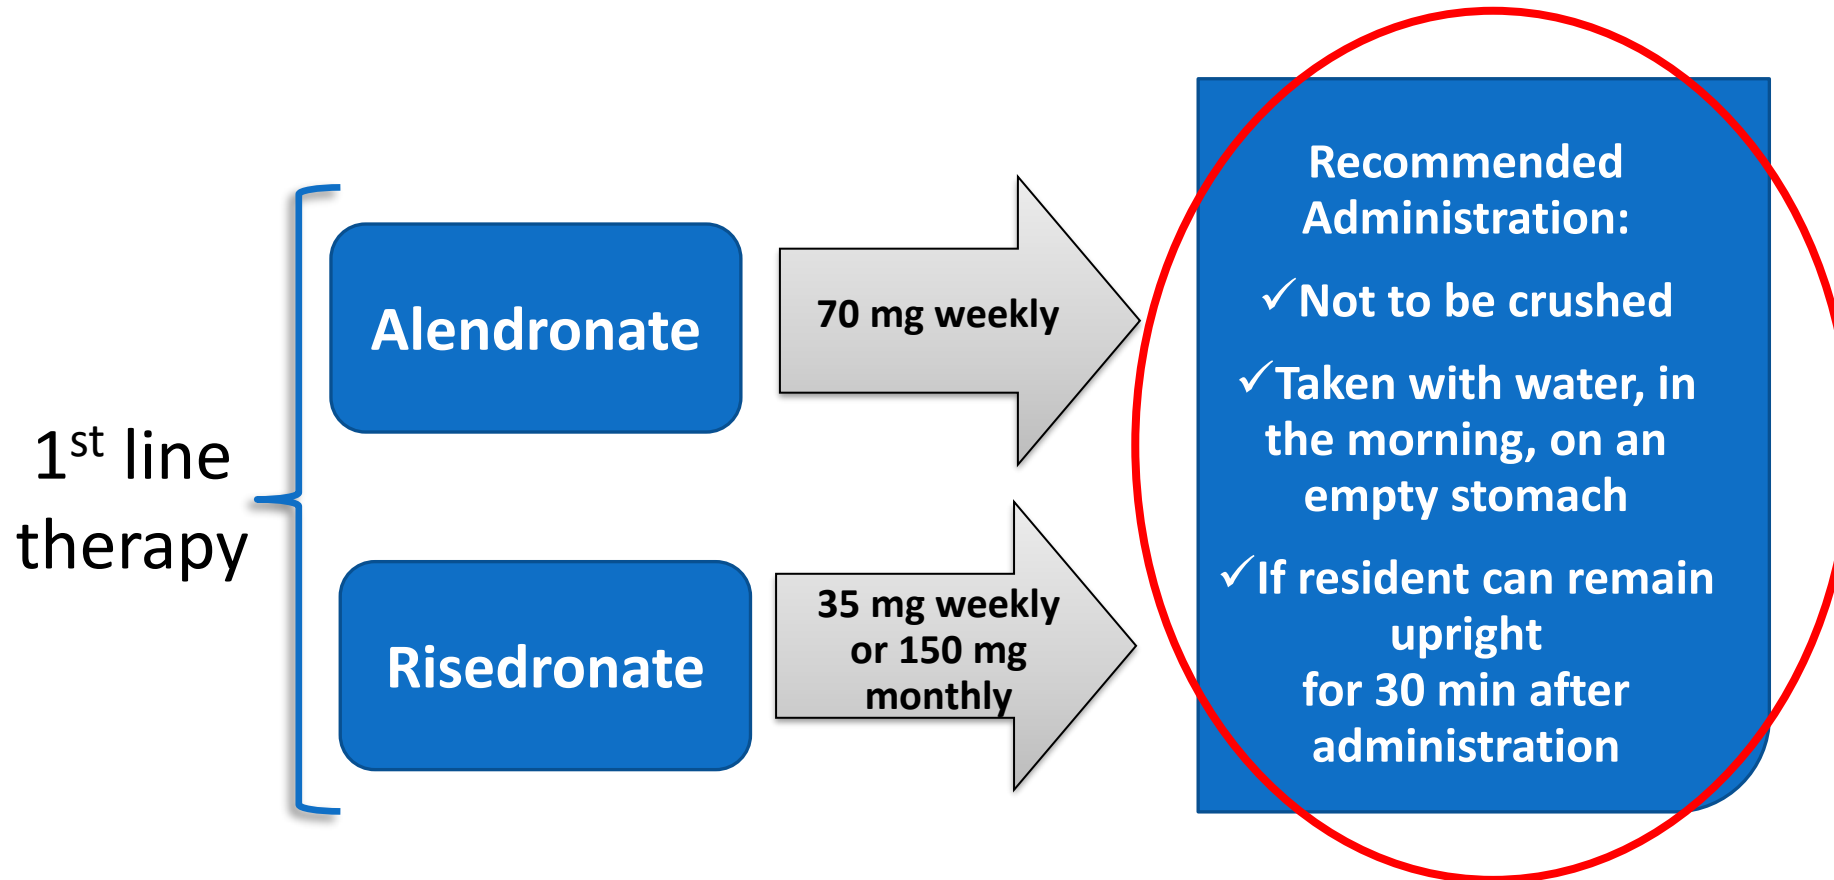 1st line
therapy
Alendronate
70 mg weekly
Risedronate
35 mg weekly
or 150 mg
monthly
Recommended
Administration:
✓Not to be crushed
✓Taken with water, in
the morning, on an
empty stomach
✓If resident can remain
upright
for 30 min after
administration